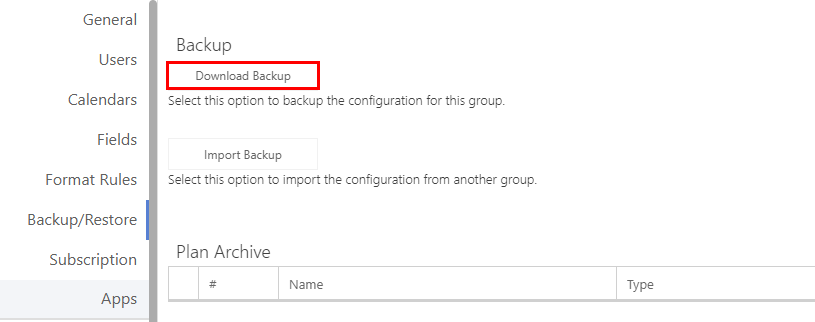 General
Users
Calendars
Fields
Format Rules
Backup/Restore
Subscription
Apps
Backup
Download Backup
Select this option to backup the configuration for this group.
Import Backup
Select this option to import the configuration from another group.
Plan Archive
# Name Type